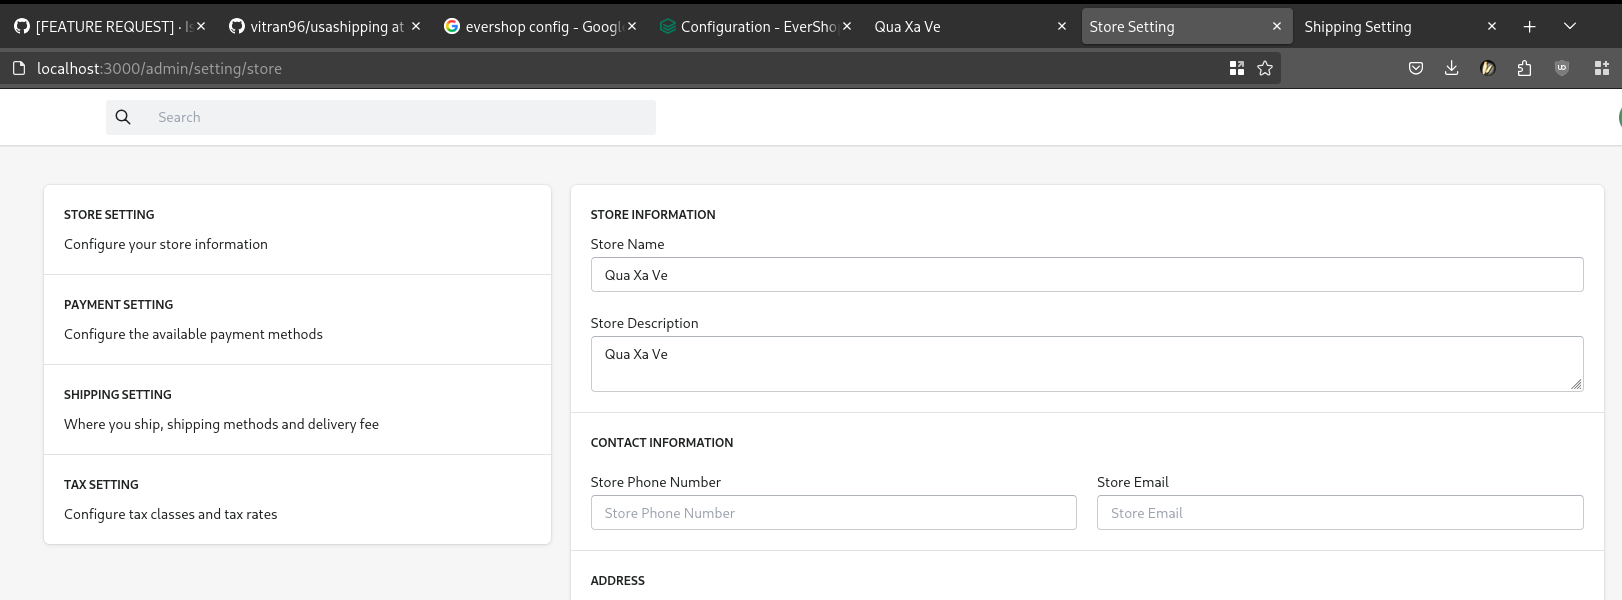 [FEATURE REQUEST] · Is
vitran96/usashipping at
evershop config - Google
Configuration - EverShop
Qua Xa Ve
Store Setting
Shipping Setting
localhost:3000/admin/setting/store
Search
STORE SETTING
Configure your store information
PAYMENT SETTING
Configure the available payment methods
SHIPPING SETTING
Where you ship, shipping methods and delivery fee
TAX SETTING
Configure tax classes and tax rates
STORE INFORMATION
Store Name
Qua Xa Ve
Store Description
Qua Xa Ve
CONTACT INFORMATION
Store Phone Number
Store Email
Store Phone Number
Store Email
ADDRESS